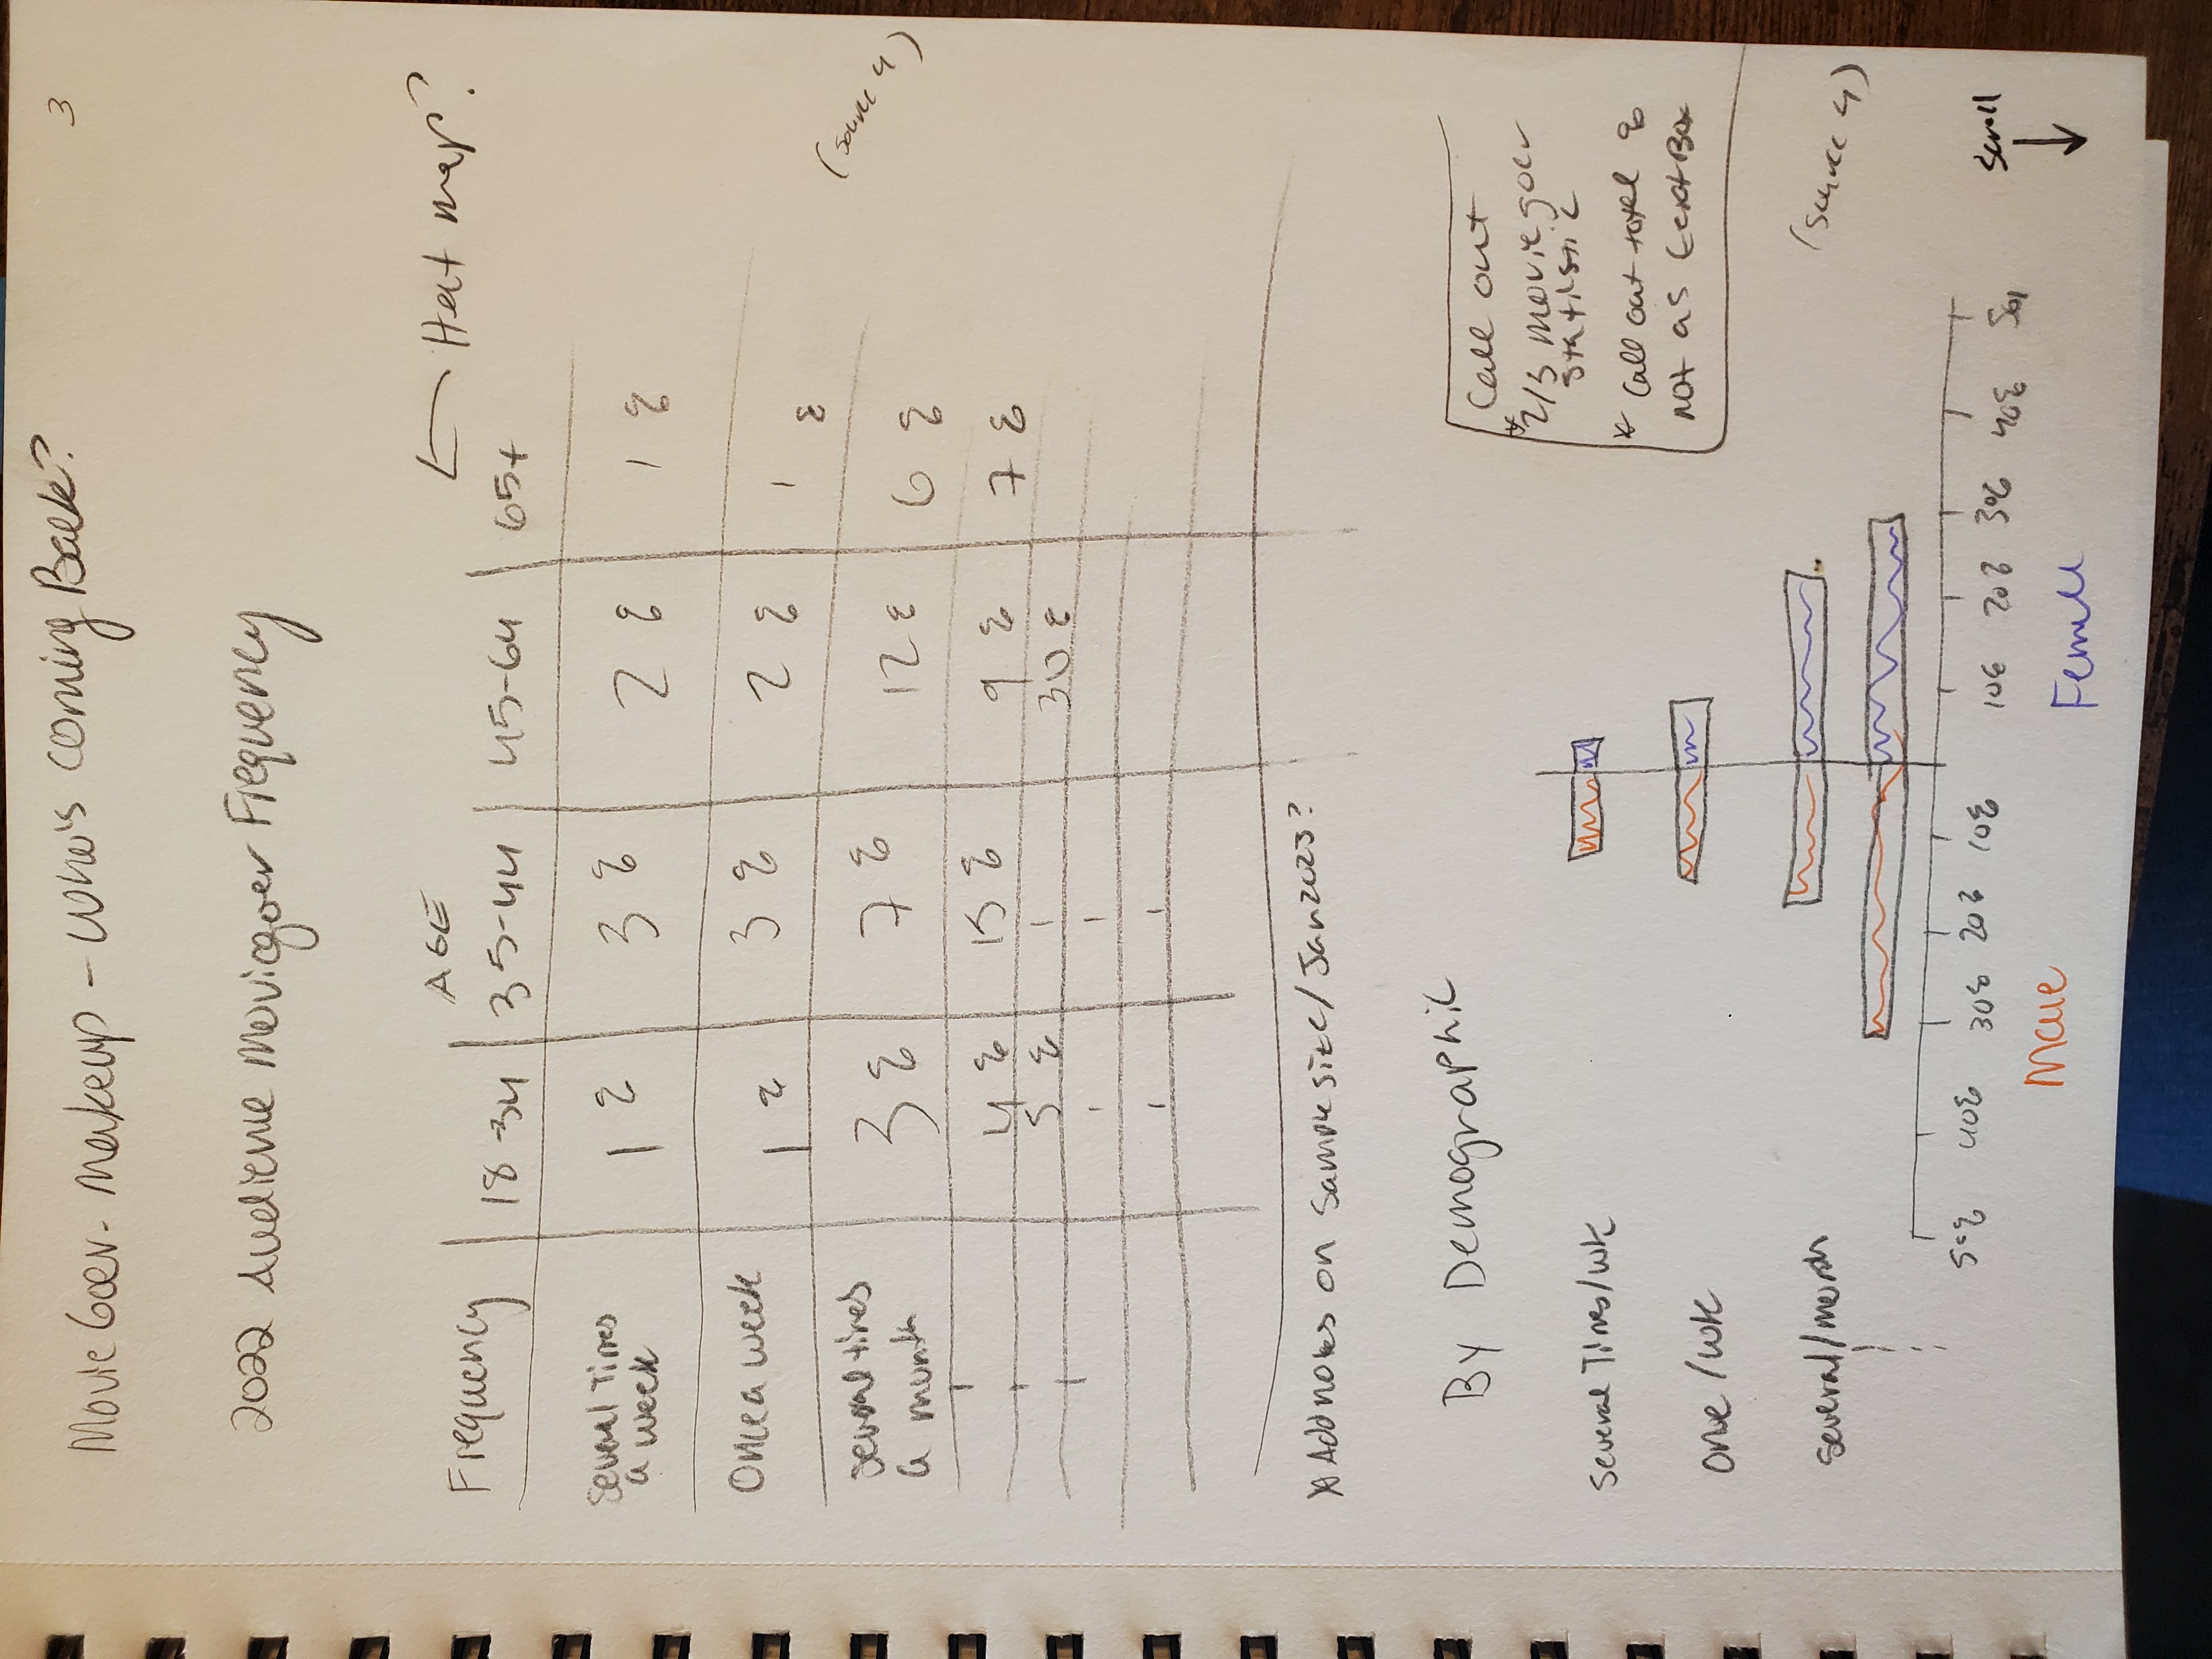 3
Movie Goer - Makeup - Who's Coming Back?
2022 Audience Moviegoer Frequency
AGE
← Heat map?
Frequency | 18-34 | 35-44 | 45-64 | 65+
Several Times
a week
1 % 3 % 2 % 1 %
Once a week
1 % 3 % 2 % 1 %
several times
a month
3 % 7 % 12 % 6 %
(source 4)
4 % 15 % 9 % 7 %
5 % 30 %
* Add notes on Sample size/Jan 2023?
By Demographic
Call out
* 2/3 moviegoer
statistic
* Call out total %
not as textBox
Several Times/wk
Once /wk
Several/month
(source 4)
50% 40% 30% 20% 10% 10% 20% 30% 40% 50%
Male
Female
Scroll
↓